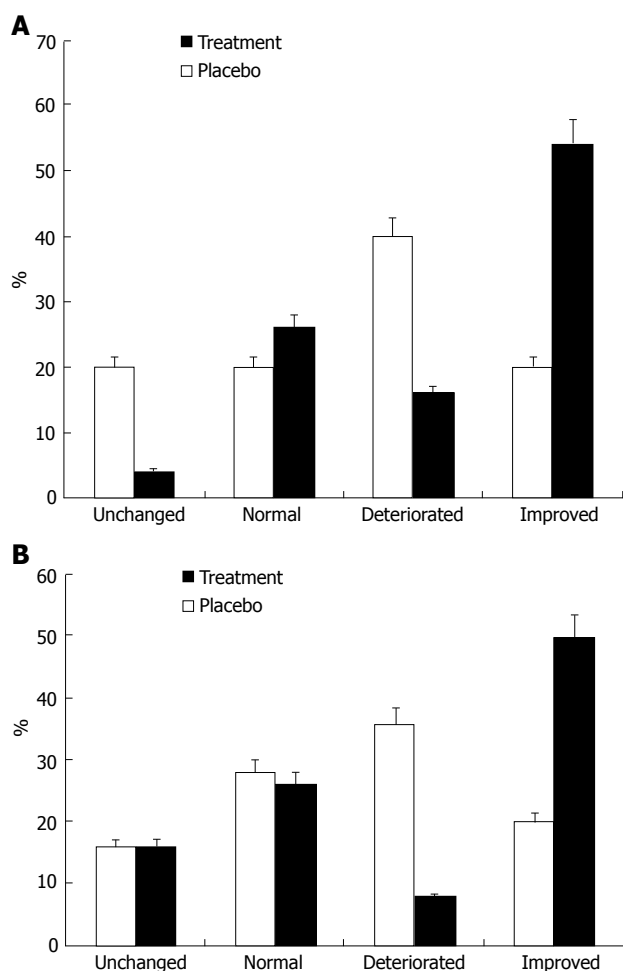 A
70
Treatment
Placebo
60
50
40
%
30
20
10
0
Unchanged Normal Deteriorated Improved
B
60
Treatment
Placebo
50
40
%
30
20
10
0
Unchanged Normal Deteriorated Improved